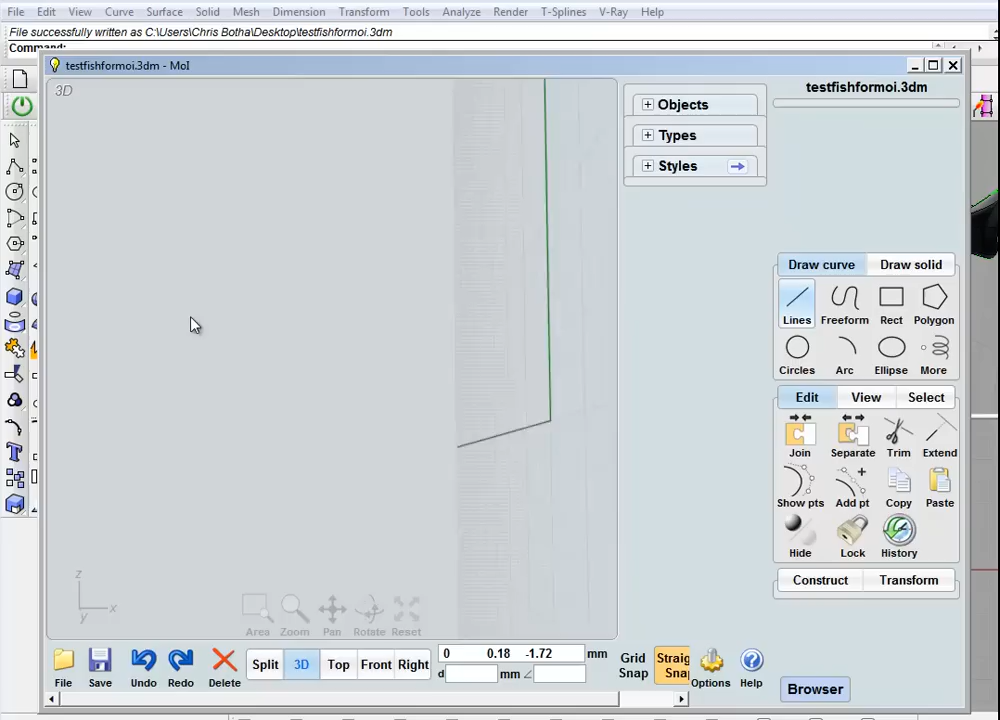 File Edit View Curve Surface Solid Mesh Dimension Transform Tools Analyze Render T-Splines V-Ray Help
File successfully written as C:\Users\Chris Botha\Desktop\testfishformoi.3dm
Command:
testfishformoi.3dm - MoI
3D
Objects
Types
Styles
testfishformoi.3dm
Draw curve Draw solid
Lines Freeform Rect Polygon
Circles Arc Ellipse More
Edit View Select
Join Separate Trim Extend
Show pts Add pt Copy Paste
Hide Lock History
Construct Transform
z
x
y
Area Zoom Pan Rotate Reset
File Save Undo Redo Delete
Split 3D Top Front Right
0 0.18 -1.72 mm
d mm
Grid Snap
Straig Snap
Options Help
Browser